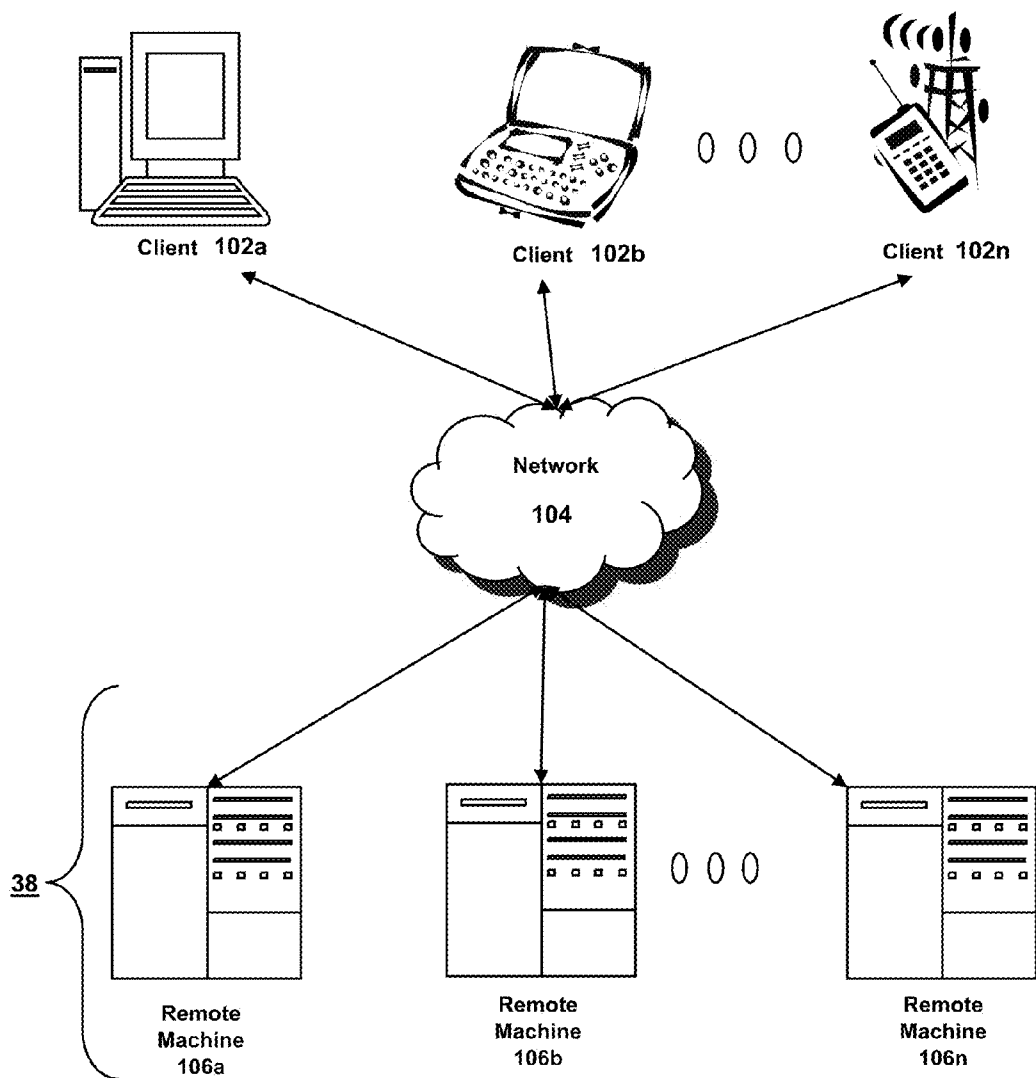 Client 102a
Client 102b
Client 102n
Network
104
38
Remote
Machine
106a
Remote
Machine
106b
Remote
Machine
106n